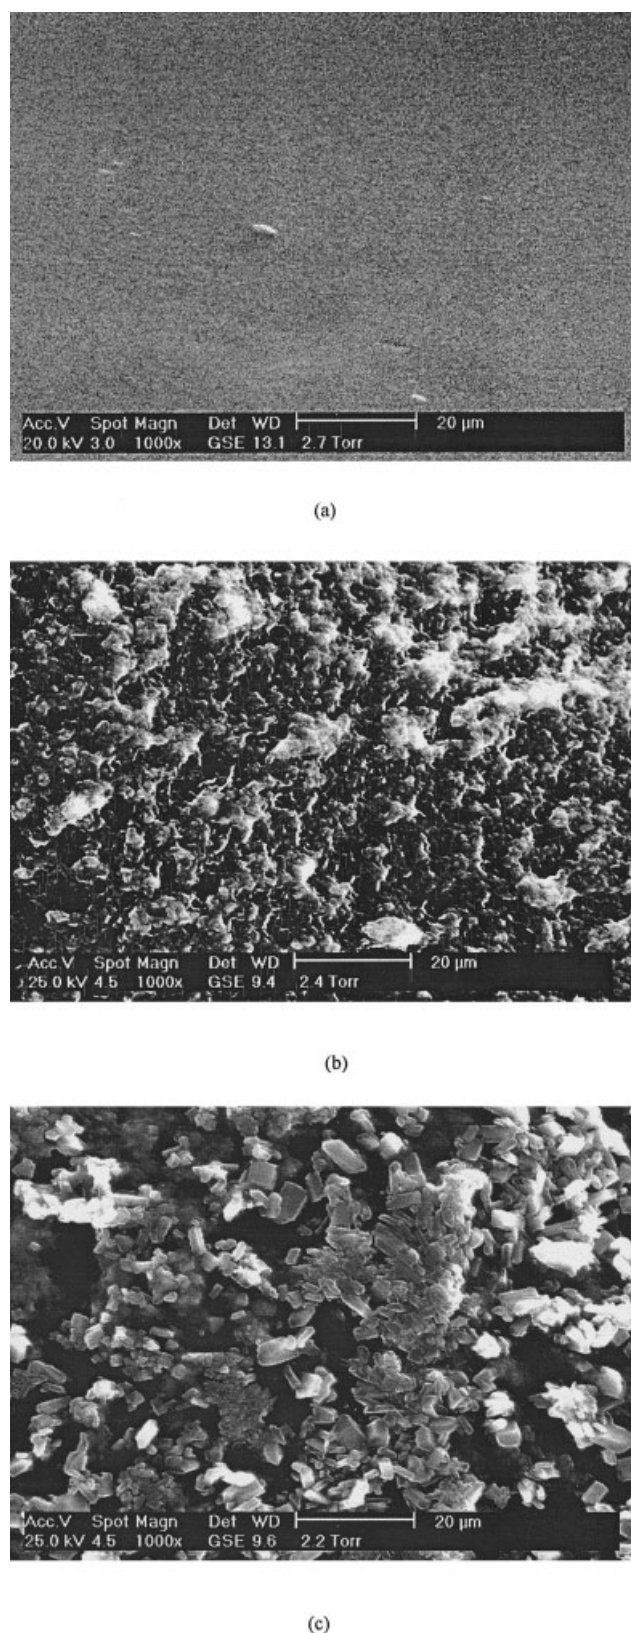 Acc.V Spot Magn Det WD 20 µm
20.0 kV 3.0 1000x GSE 13.1 2.7 Torr
(a)
Acc.V Spot Magn Det WD 20 µm
25.0 kV 4.5 1000x GSE 9.4 2.4 Torr
(b)
Acc.V Spot Magn Det WD 20 µm
25.0 kV 4.5 1000x GSE 9.6 2.2 Torr
(c)